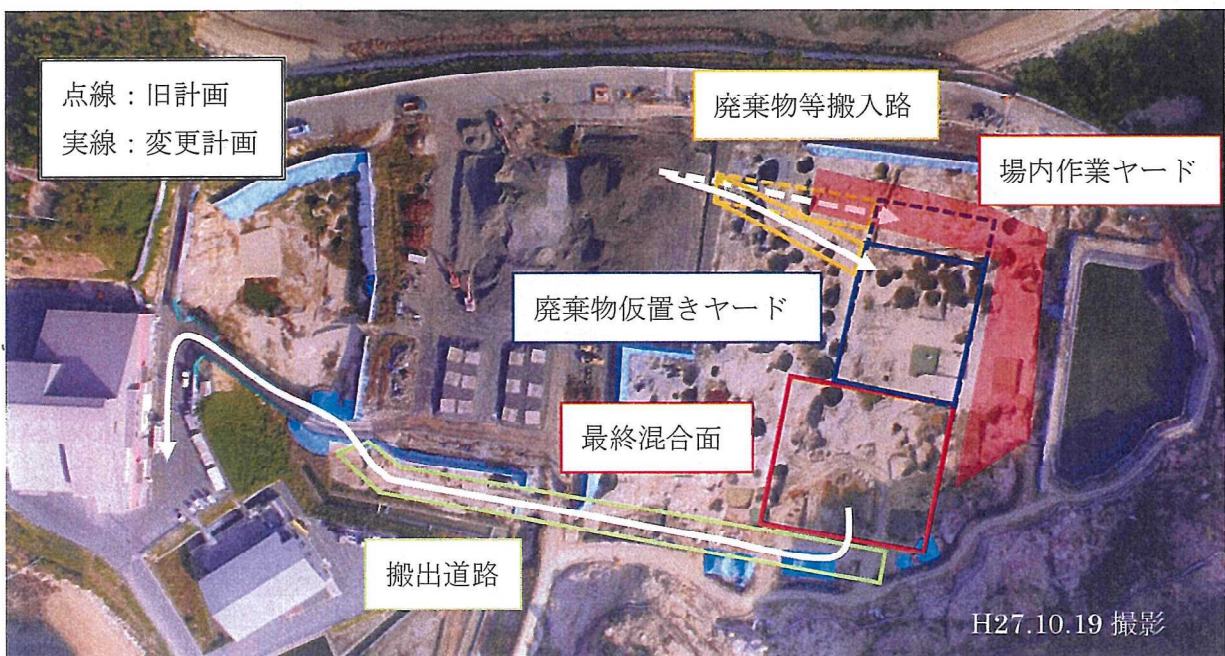 点線：旧計画
実線：変更計画
廃棄物等搬入路
場内作業ヤード
廃棄物仮置きヤード
最終混合面
搬出道路
H27.10.19 撮影